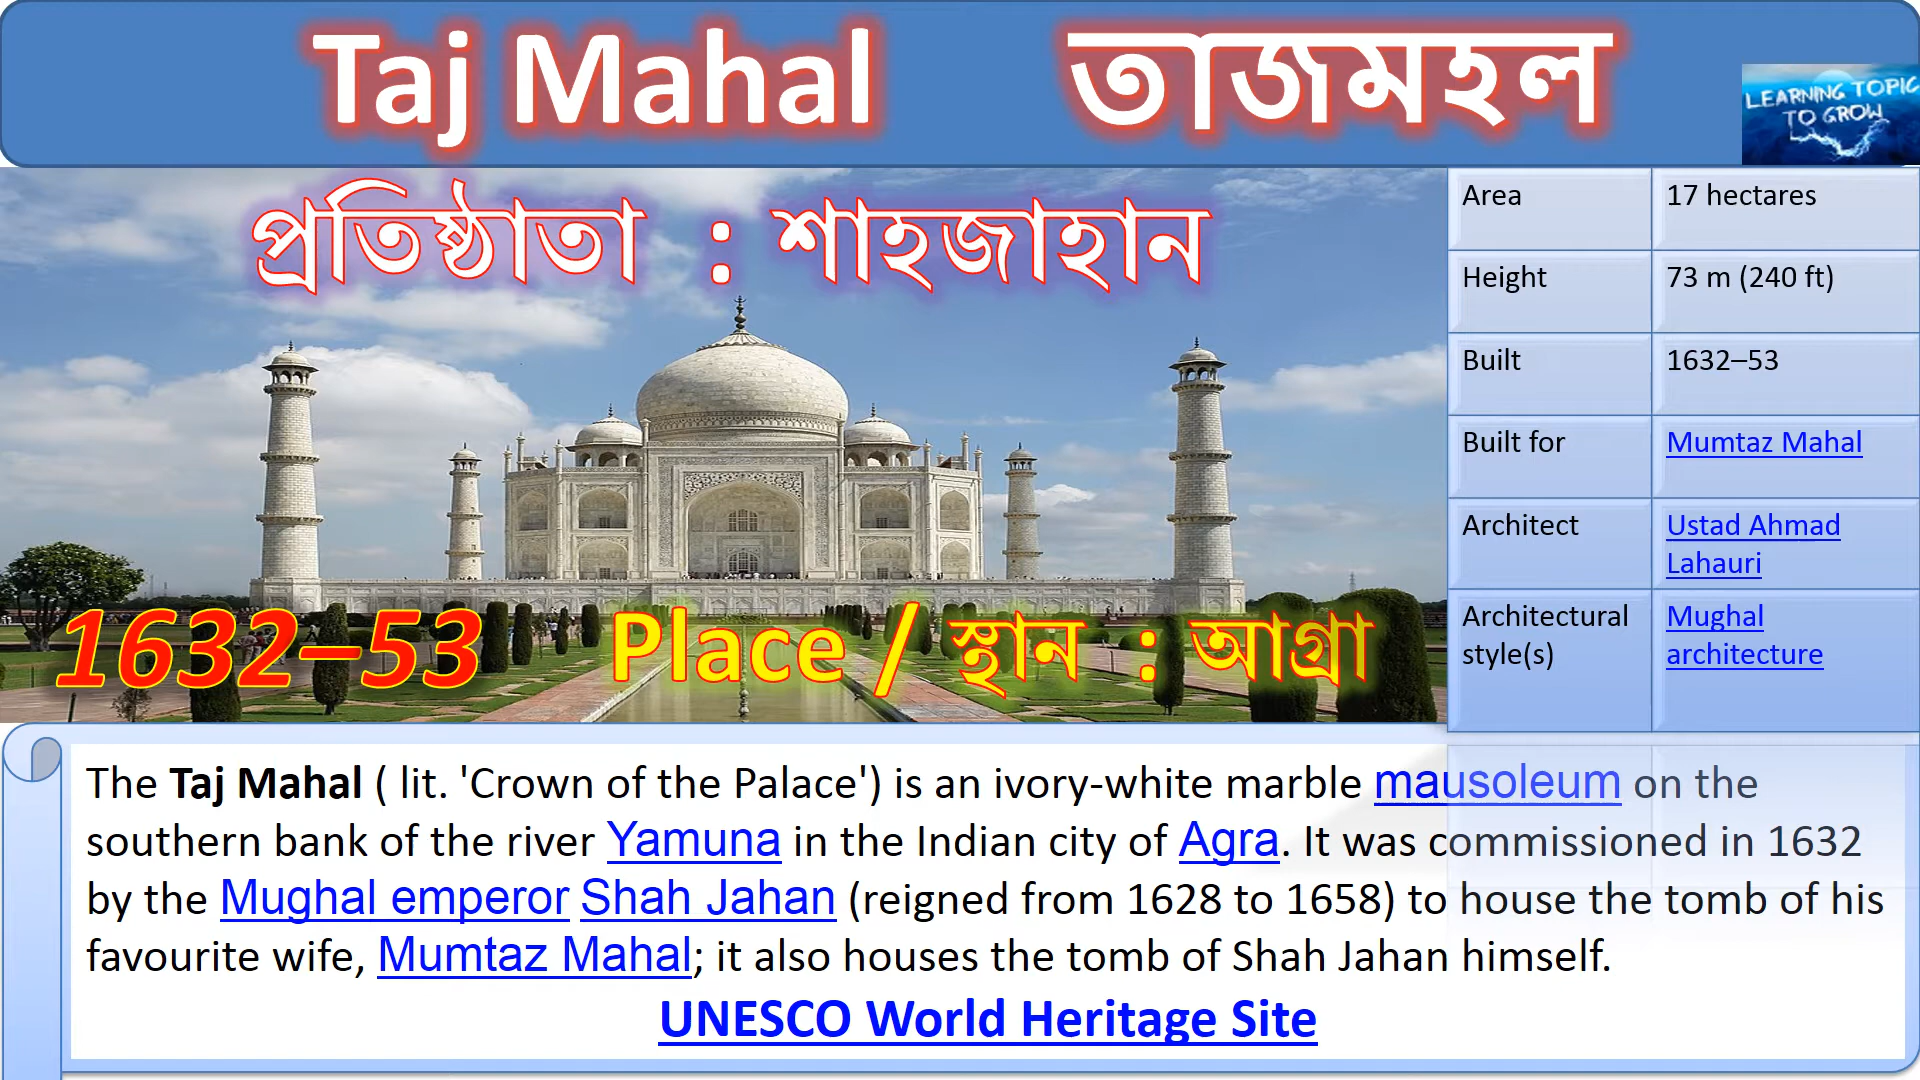 Taj Mahal তাজমহল
LEARNING TOPIC
TO GROW
প্রতিষ্ঠাতা : শাহজাহান
1632–53 Place / স্থান : আগ্রা
Area 17 hectares
Height 73 m (240 ft)
Built 1632–53
Built for Mumtaz Mahal
Architect Ustad Ahmad
Lahauri
Architectural Mughal
style(s) architecture
The Taj Mahal ( lit. 'Crown of the Palace') is an ivory-white marble mausoleum on the
southern bank of the river Yamuna in the Indian city of Agra. It was commissioned in 1632
by the Mughal emperor Shah Jahan (reigned from 1628 to 1658) to house the tomb of his
favourite wife, Mumtaz Mahal; it also houses the tomb of Shah Jahan himself.
UNESCO World Heritage Site